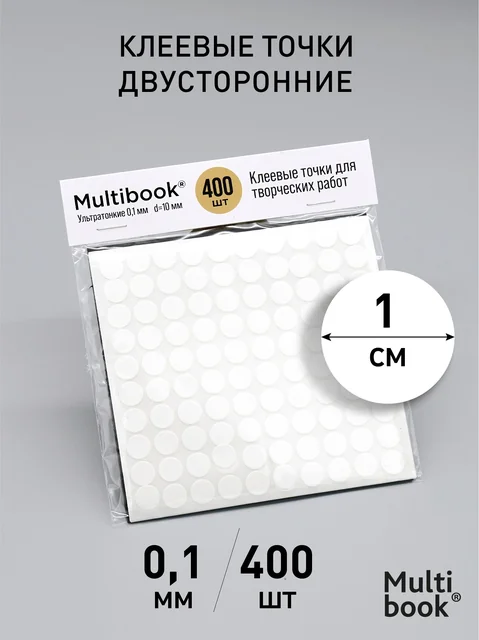 КЛЕЕВЫЕ ТОЧКИ
ДВУСТОРОННИЕ
Multibook®
Ультратонкие 0,1 мм d=10 мм
400
шт
Клеевые точки для
творческих работ
1
см
0,1
мм
400
шт
Multi
book®